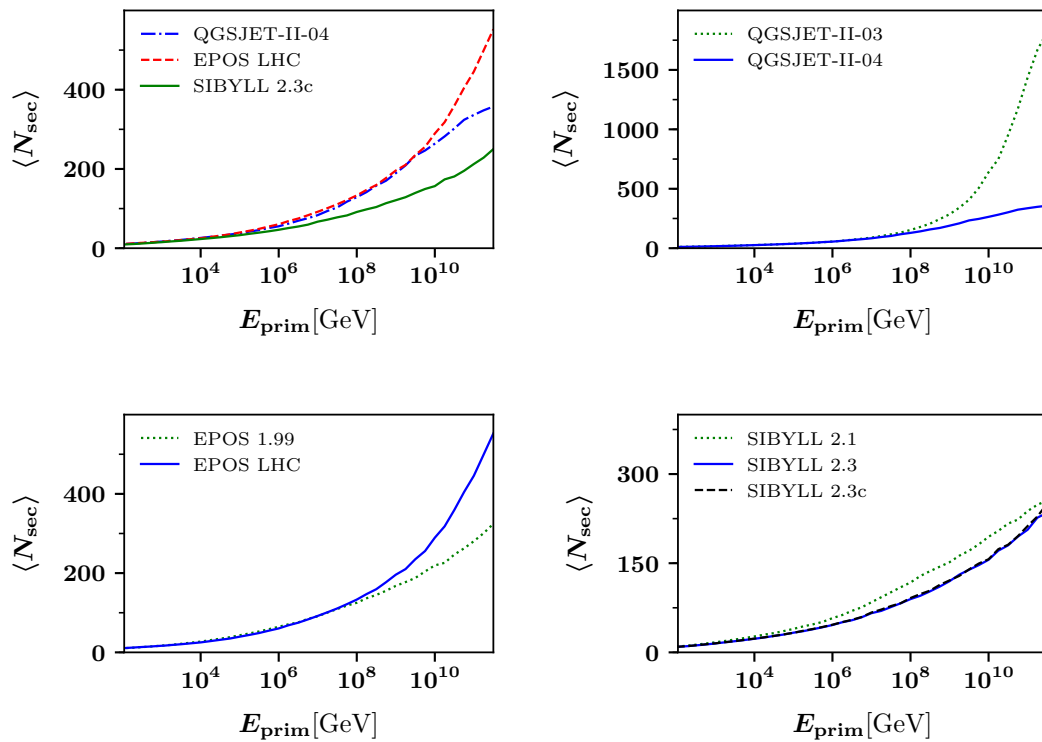 QGSJET-II-04
EPOS LHC
SIBYLL 2.3c
400
200
0
⟨N_sec⟩
10^4 10^6 10^8 10^10
E_prim[GeV]
QGSJET-II-03
QGSJET-II-04
1500
1000
500
0
⟨N_sec⟩
10^4 10^6 10^8 10^10
E_prim[GeV]
EPOS 1.99
EPOS LHC
400
200
0
⟨N_sec⟩
10^4 10^6 10^8 10^10
E_prim[GeV]
SIBYLL 2.1
SIBYLL 2.3
SIBYLL 2.3c
300
150
0
⟨N_sec⟩
10^4 10^6 10^8 10^10
E_prim[GeV]